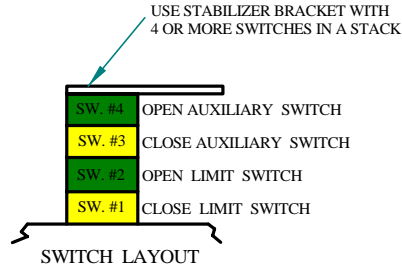 USE STABILIZER BRACKET WITH
4 OR MORE SWITCHES IN A STACK
SW. #4 OPEN AUXILIARY SWITCH
SW. #3 CLOSE AUXILIARY SWITCH
SW. #2 OPEN LIMIT SWITCH
SW. #1 CLOSE LIMIT SWITCH
SWITCH LAYOUT